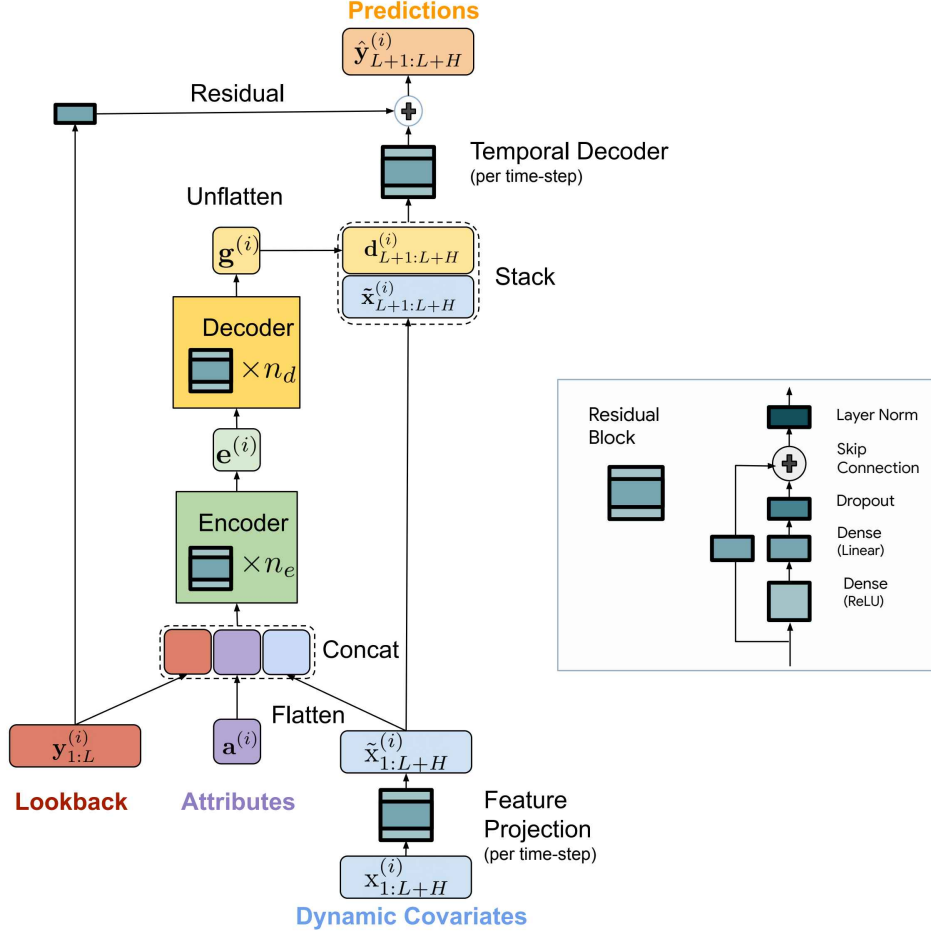 Predictions
ŷ^{(i)}_{L+1:L+H}
Residual
Temporal Decoder
(per time-step)
Unflatten
g^{(i)}
d^{(i)}_{L+1:L+H}
x̃^{(i)}_{L+1:L+H}
Stack
Decoder
×n_d
e^{(i)}
Encoder
×n_e
Concat
Flatten
y^{(i)}_{1:L}
a^{(i)}
x̃^{(i)}_{1:L+H}
Lookback
Attributes
Feature
Projection
(per time-step)
x^{(i)}_{1:L+H}
Dynamic Covariates
Residual
Block
Layer Norm
Skip
Connection
Dropout
Dense
(Linear)
Dense
(ReLU)